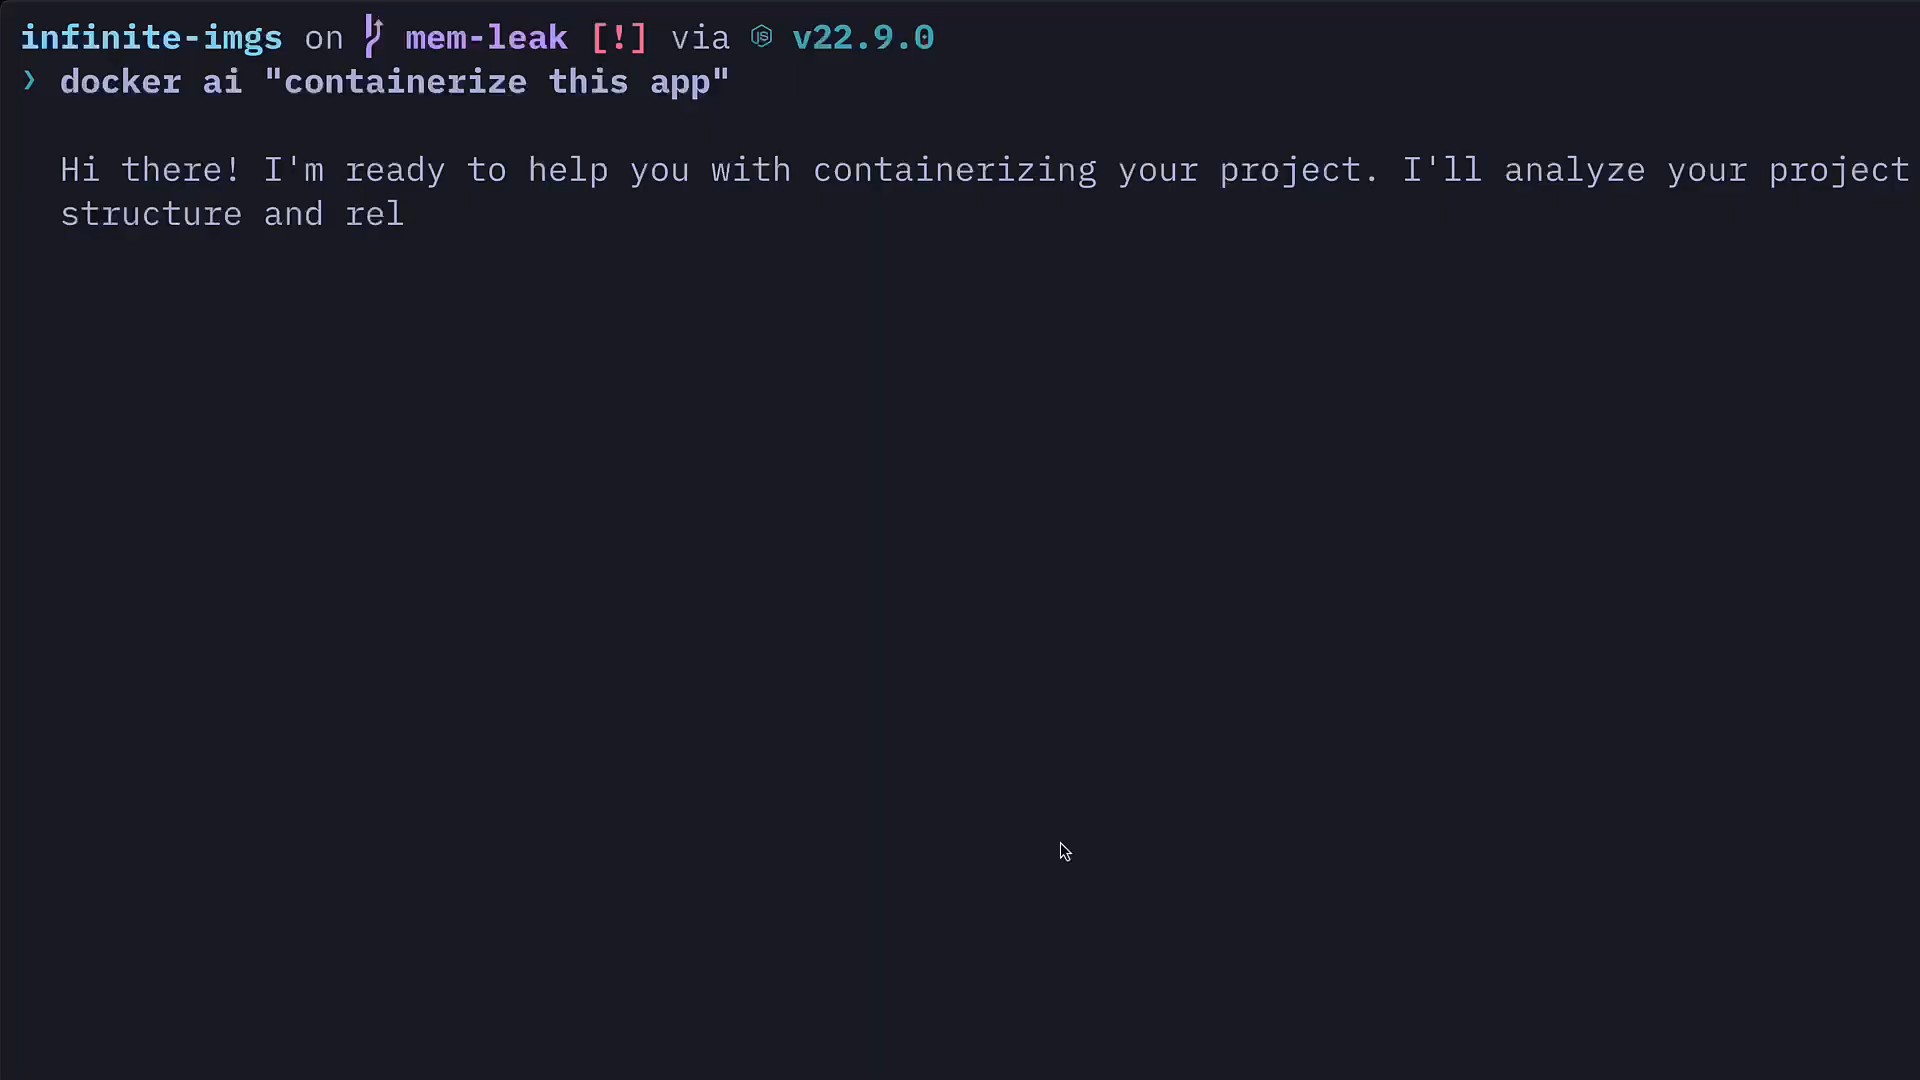 infinite-imgs on mem-leak [!] via v22.9.0
❯ docker ai "containerize this app"
Hi there! I'm ready to help you with containerizing your project. I'll analyze your project
structure and rel